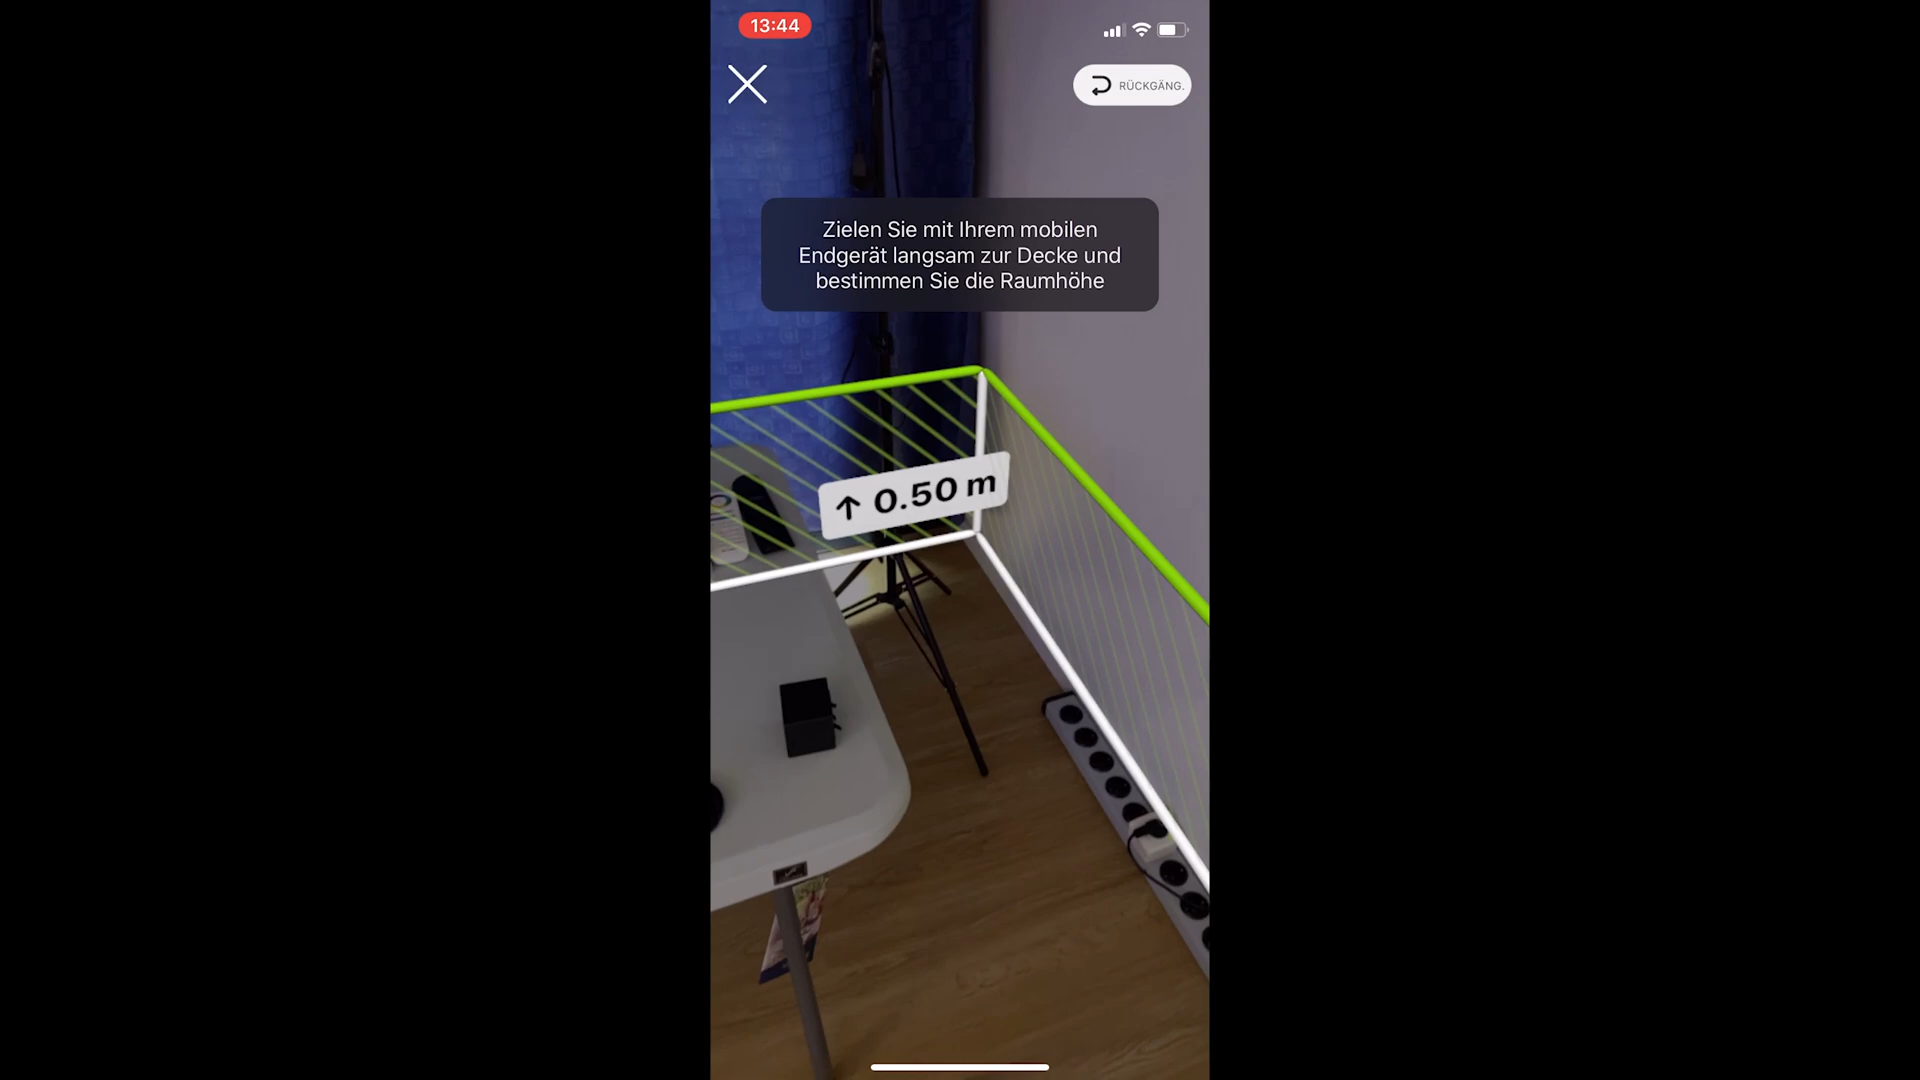 13:44
RÜCKGÄNG.
Zielen Sie mit Ihrem mobilen
Endgerät langsam zur Decke und
bestimmen Sie die Raumhöhe
↑ 0.50 m